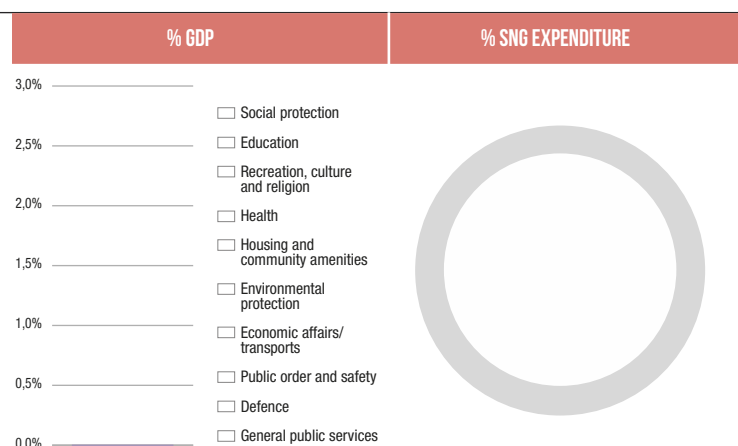 % GDP
% SNG EXPENDITURE
3,0%
2,5%
2,0%
1,5%
1,0%
0,5%
0,0%
Social protection
Education
Recreation, culture
and religion
Health
Housing and
community amenities
Environmental
protection
Economic affairs/
transports
Public order and safety
Defence
General public services